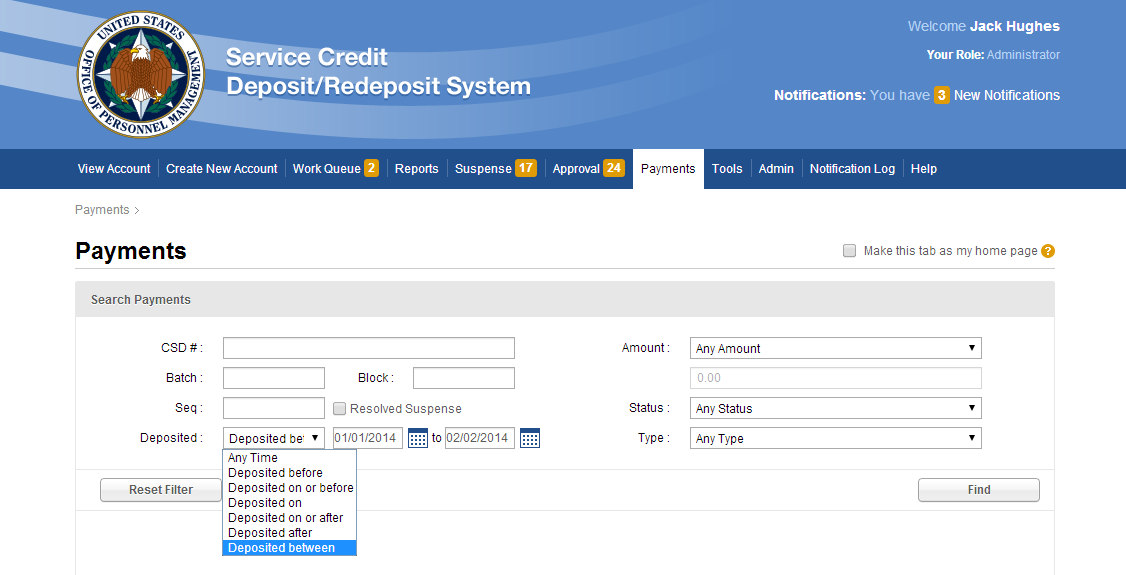 UNITED STATES
OFFICE OF PERSONNEL MANAGEMENT
Service Credit
Deposit/Redeposit System
Welcome Jack Hughes
Your Role: Administrator
Notifications: You have 3 New Notifications
View Account Create New Account Work Queue 2 Reports Suspense 17 Approval 24 Payments Tools Admin Notification Log Help
Payments >
Payments
Make this tab as my home page ?
Search Payments
CSD # : Amount : Any Amount
Batch : Block : 0.00
Seq : Resolved Suspense Status : Any Status
Deposited : Deposited be 01/01/2014 to 02/02/2014 Type : Any Type
Any Time
Deposited before
Deposited on or before
Deposited on
Deposited on or after
Deposited after
Deposited between
Reset Filter Find